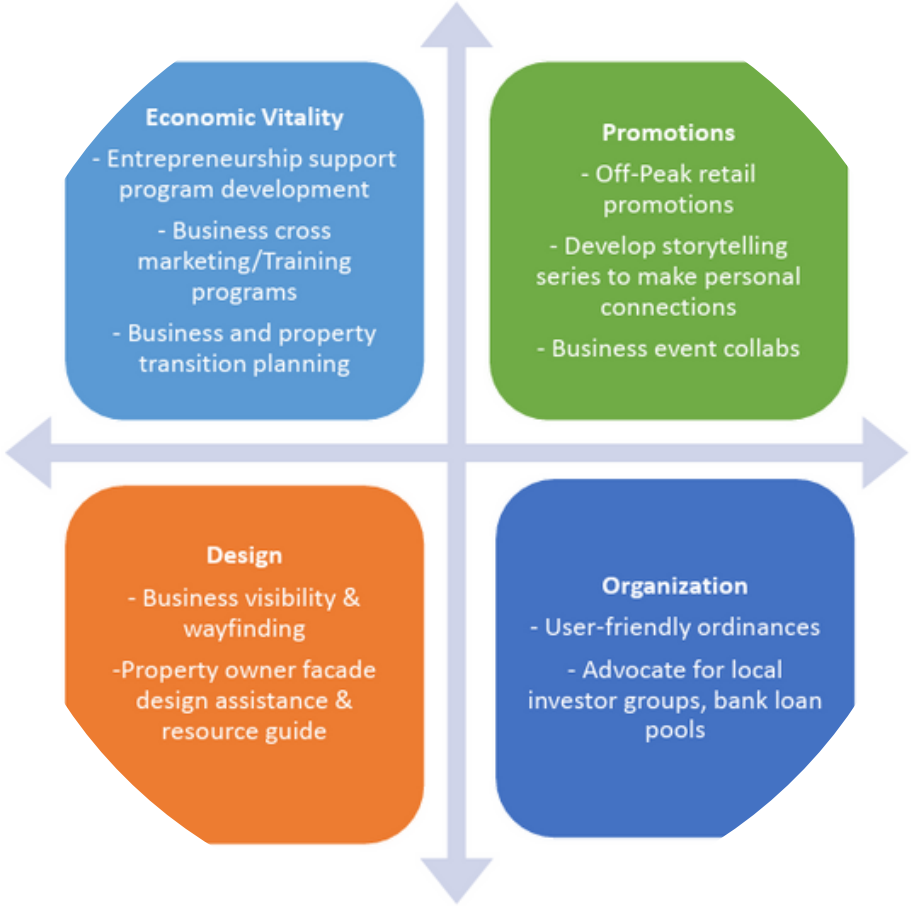 Economic Vitality
- Entrepreneurship support
program development
- Business cross
marketing/Training
programs
- Business and property
transition planning
Promotions
- Off-Peak retail
promotions
- Develop storytelling
series to make personal
connections
- Business event collabs
Design
- Business visibility &
wayfinding
-Property owner facade
design assistance &
resource guide
Organization
- User-friendly ordinances
- Advocate for local
investor groups, bank loan
pools